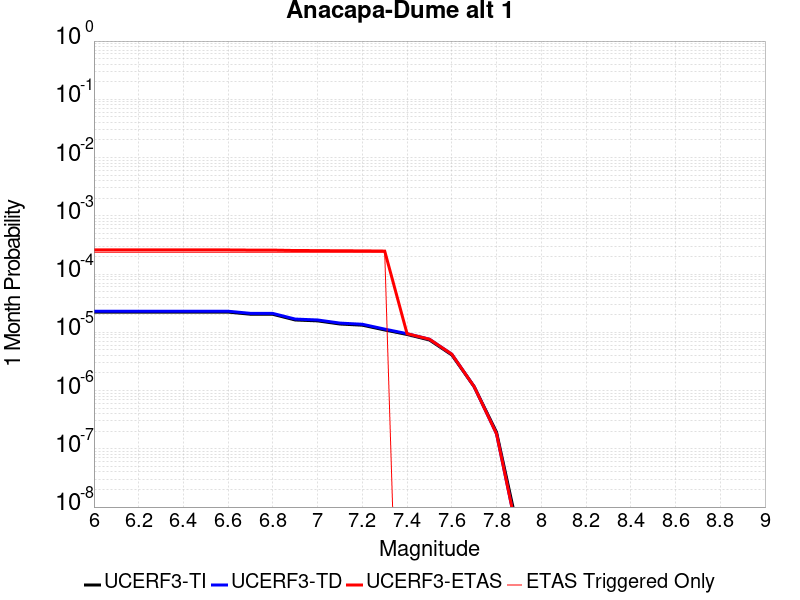 Anacapa-Dume alt 1
10^0
10^-1
10^-2
10^-3
10^-4
10^-5
10^-6
10^-7
10^-8
1 Month Probability
6 6.2 6.4 6.6 6.8 7 7.2 7.4 7.6 7.8 8 8.2 8.4 8.6 8.8 9
Magnitude
UCERF3-TI UCERF3-TD UCERF3-ETAS ETAS Triggered Only